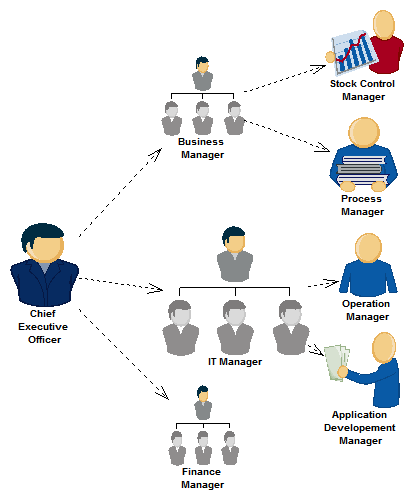 Stock Control
Manager
Business
Manager
Process
Manager
Chief
Executive
Officer
Operation
Manager
IT Manager
Application
Developement
Manager
Finance
Manager